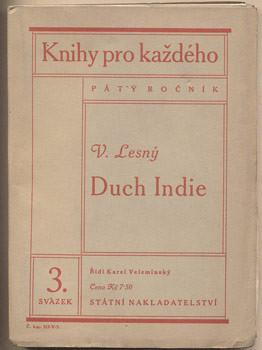 Knihy pro každého
PÁTÝ ROČNÍK
V. Lesný
Duch Indie
3.
SVAZEK
Řídí Karel Velemínský
Cena Kč 7·50
STÁTNÍ NAKLADATELSTVÍ